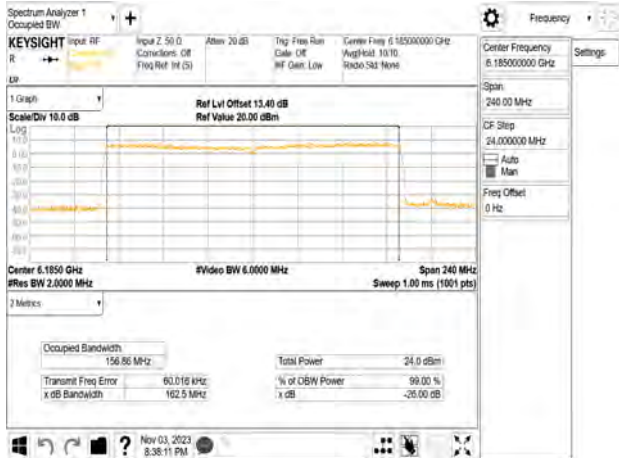 Spectrum Analyzer 1
Occupied BW
Frequency
KEYSIGHT Input: RF
Input Z: 50 Ω
Atten: 20 dB
Trig: Free Run
Center Freq: 6.185000000 GHz
R
Corrections: Off
Gate: Off
Avg|Hold: 10/10
Freq Ref: Int (S)
#IF Gain: Low
Radio Std: None
Center Frequency
6.185000000 GHz
Settings
Span
240.00 MHz
CF Step
24.000000 MHz
Auto
Man
Freq Offset
0 Hz
1 Graph
Ref Lvl Offset 13.40 dB
Scale/Div 10.0 dB
Ref Value 20.00 dBm
Log
10.0
0.00
Center 6.1850 GHz
#Video BW 6.0000 MHz
Span 240 MHz
#Res BW 2.0000 MHz
Sweep 1.00 ms (1001 pts)
2 Metrics
Occupied Bandwidth
156.86 MHz
Total Power
24.0 dBm
Transmit Freq Error
60.016 kHz
% of OBW Power
99.00 %
x dB Bandwidth
162.5 MHz
x dB
-26.00 dB
Nov 03, 2023
8:38:11 PM